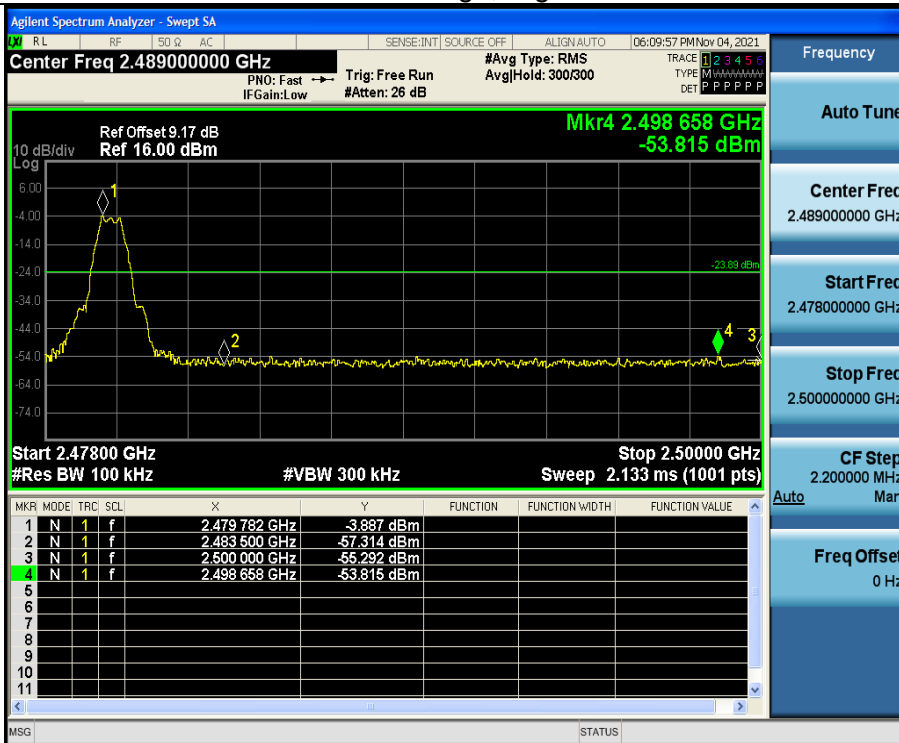 Agilent Spectrum Analyzer - Swept SA
LXI RL RF 50 Ω AC SENSE:INT SOURCE OFF ALIGN AUTO 06:09:57 PM Nov 04, 2021
Center Freq 2.489000000 GHz #Avg Type: RMS TRACE 1 2 3 4 5 6
PNO: Fast Trig: Free Run Avg|Hold: 300/300 TYPE M WWWWW
IFGain:Low #Atten: 26 dB DET P P P P P P
Mkr4 2.498 658 GHz
Ref Offset 9.17 dB
-53.815 dBm
10 dB/div Ref 16.00 dBm
Log
6.00
1
-4.00
-14.0
-24.0
-23.89 dBm
-34.0
-44.0
2
4
3
-54.0
-64.0
-74.0
Start 2.47800 GHz Stop 2.50000 GHz
#Res BW 100 kHz #VBW 300 kHz Sweep 2.133 ms (1001 pts)
MKR MODE TRC SCL X Y FUNCTION FUNCTION WIDTH FUNCTION VALUE
1 N 1 f 2.479 782 GHz -3.887 dBm
2 N 1 f 2.483 500 GHz -57.314 dBm
3 N 1 f 2.500 000 GHz -55.292 dBm
4 N 1 f 2.498 658 GHz -53.815 dBm
5
6
7
8
9
10
11
MSG STATUS
Frequency
Auto Tune
Center Freq
2.489000000 GHz
Start Freq
2.478000000 GHz
Stop Freq
2.500000000 GHz
CF Step
2.200000 MHz
Auto Man
Freq Offset
0 Hz